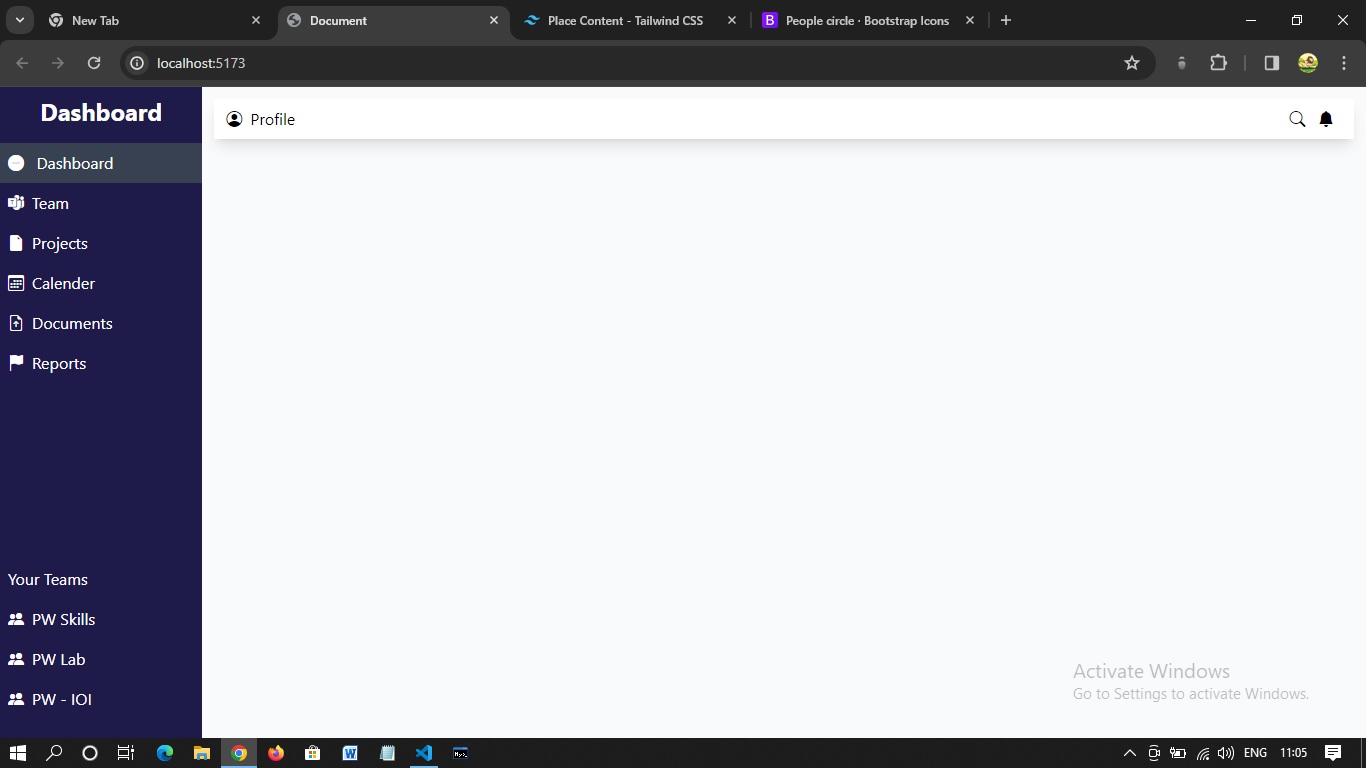 New Tab
Document
Place Content - Tailwind CSS
B People circle · Bootstrap Icons
localhost:5173
Dashboard
Profile
Dashboard
Team
Projects
Calender
Documents
Reports
Your Teams
PW Skills
PW Lab
PW - IOI
Activate Windows
Go to Settings to activate Windows.
ENG 11:05